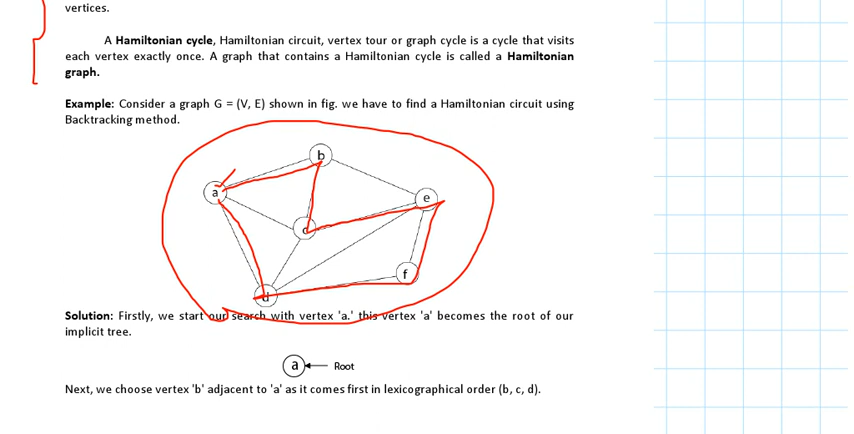 vertices.
A Hamiltonian cycle, Hamiltonian circuit, vertex tour or graph cycle is a cycle that visits
each vertex exactly once. A graph that contains a Hamiltonian cycle is called a Hamiltonian
graph.
Example: Consider a graph G = (V, E) shown in fig. we have to find a Hamiltonian circuit using
Backtracking method.
b
a
e
c
f
d
Solution: Firstly, we start our search with vertex 'a.' this vertex 'a' becomes the root of our
implicit tree.
a Root
Next, we choose vertex 'b' adjacent to 'a' as it comes first in lexicographical order (b, c, d).